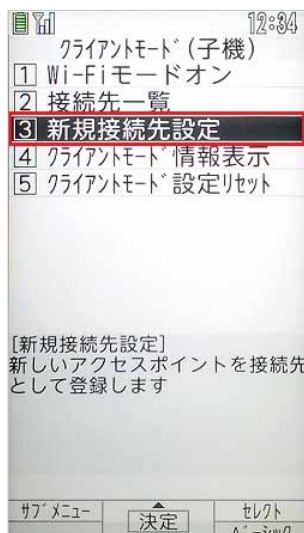 12:34
クライアントモード(子機)
1 Wi-Fiモードオン
2 接続先一覧
3 新規接続先設定
4 クライアントモード情報表示
5 クライアントモード設定リセット
[新規接続先設定]
新しいアクセスポイントを接続先
として登録します
サブメニュー 決定 セレクト
ベーシック